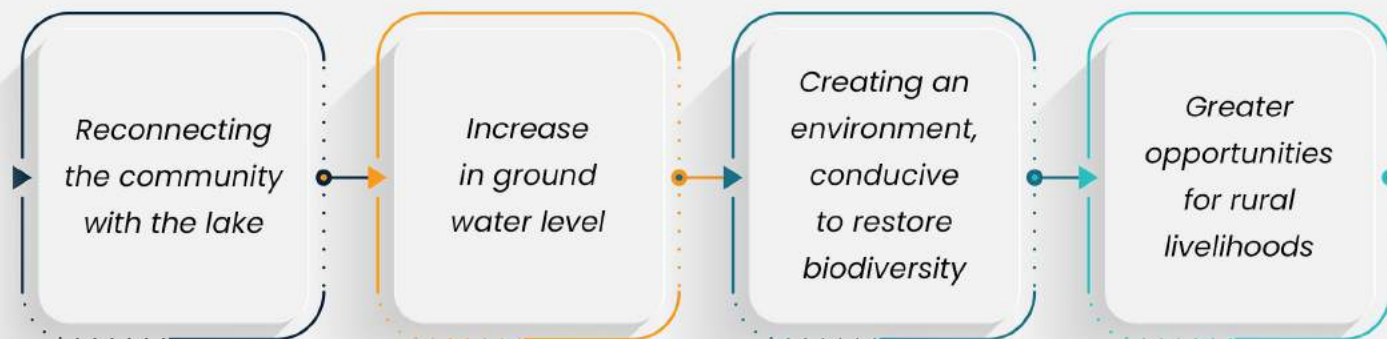 Reconnecting
the community
with the lake
Increase
in ground
water level
Creating an
environment,
conducive
to restore
biodiversity
Greater
opportunities
for rural
livelihoods